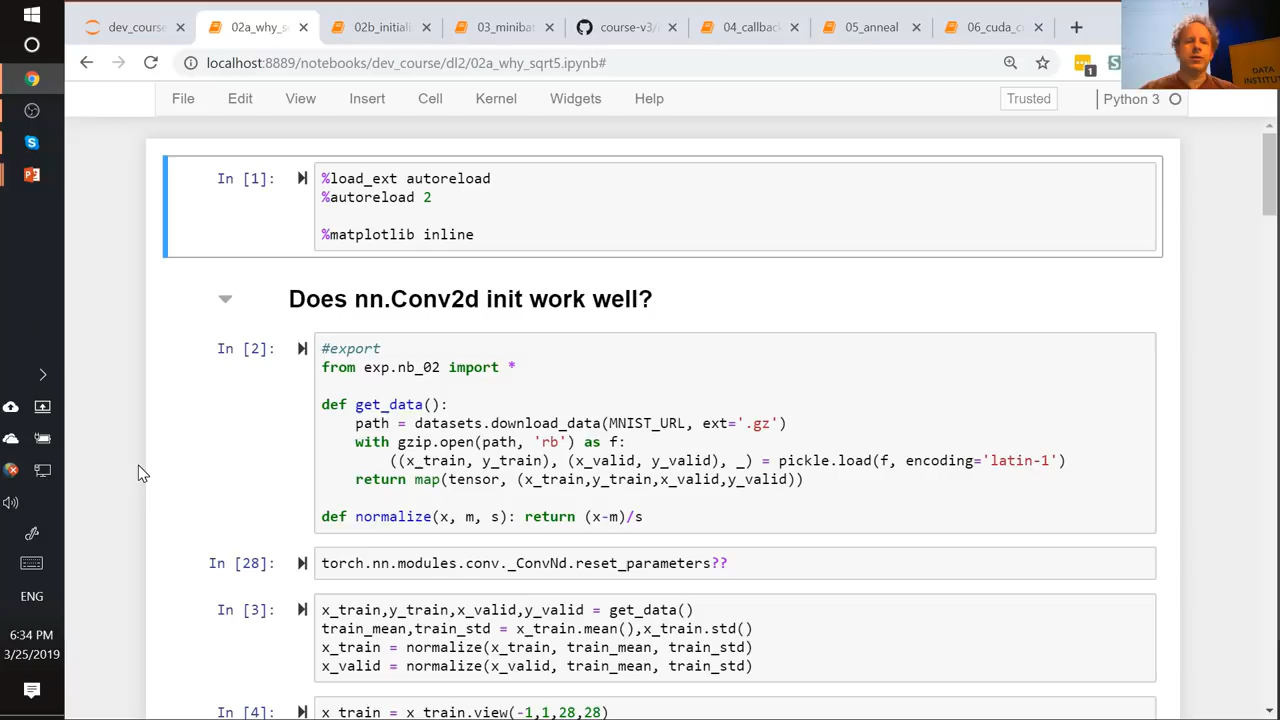 dev_course
02a_why_s
02b_initiali
03_minibat
course-v3/
04_callback
05_anneal
06_cuda_c
localhost:8889/notebooks/dev_course/dl2/02a_why_sqrt5.ipynb#
1
DATA
INSTITUT
File Edit View Insert Cell Kernel Widgets Help
Trusted
Python 3
In [1]:
%load_ext autoreload
%autoreload 2
%matplotlib inline
Does nn.Conv2d init work well?
In [2]:
#export
from exp.nb_02 import *
def get_data():
path = datasets.download_data(MNIST_URL, ext='.gz')
with gzip.open(path, 'rb') as f:
((x_train, y_train), (x_valid, y_valid), _) = pickle.load(f, encoding='latin-1')
return map(tensor, (x_train,y_train,x_valid,y_valid))
def normalize(x, m, s): return (x-m)/s
In [28]:
torch.nn.modules.conv._ConvNd.reset_parameters??
In [3]:
x_train,y_train,x_valid,y_valid = get_data()
train_mean,train_std = x_train.mean(),x_train.std()
x_train = normalize(x_train, train_mean, train_std)
x_valid = normalize(x_valid, train_mean, train_std)
In [4]:
x_train = x_train.view(-1,1,28,28)
ENG
6:34 PM
3/25/2019